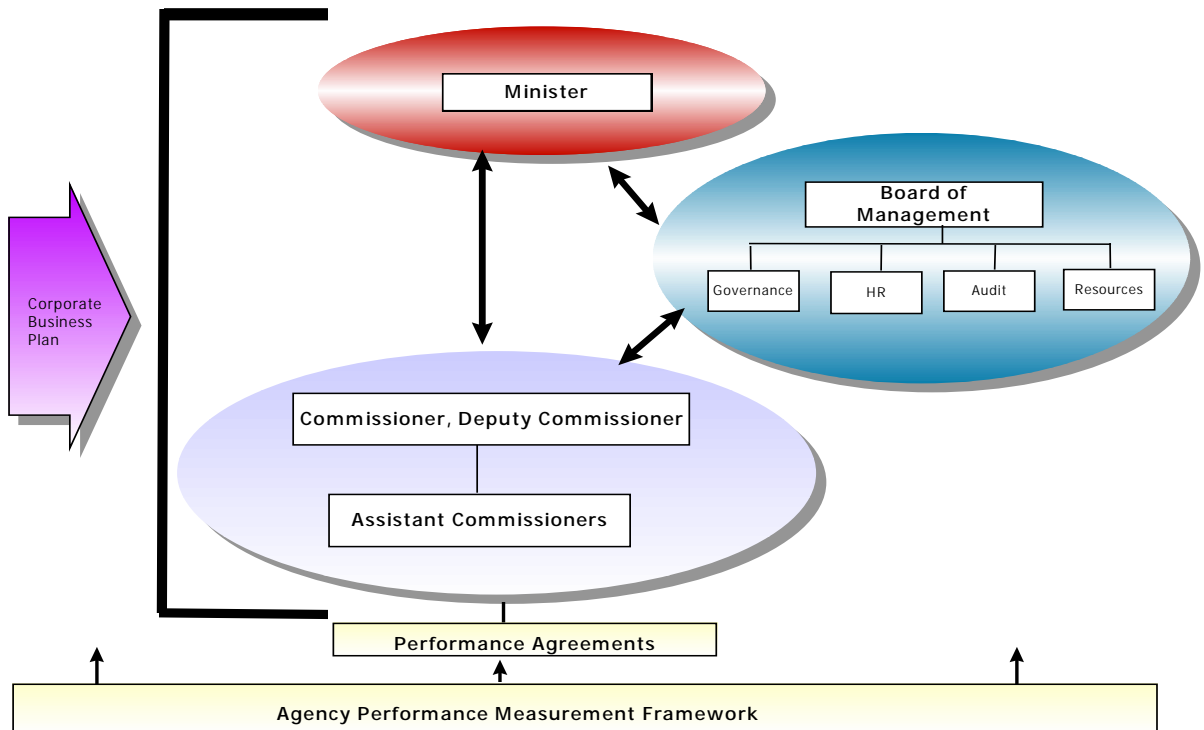 Minister
Board of
Management
Governance
HR
Audit
Resources
Corporate
Business
Plan
Commissioner, Deputy Commissioner
Assistant Commissioners
Performance Agreements
Agency Performance Measurement Framework